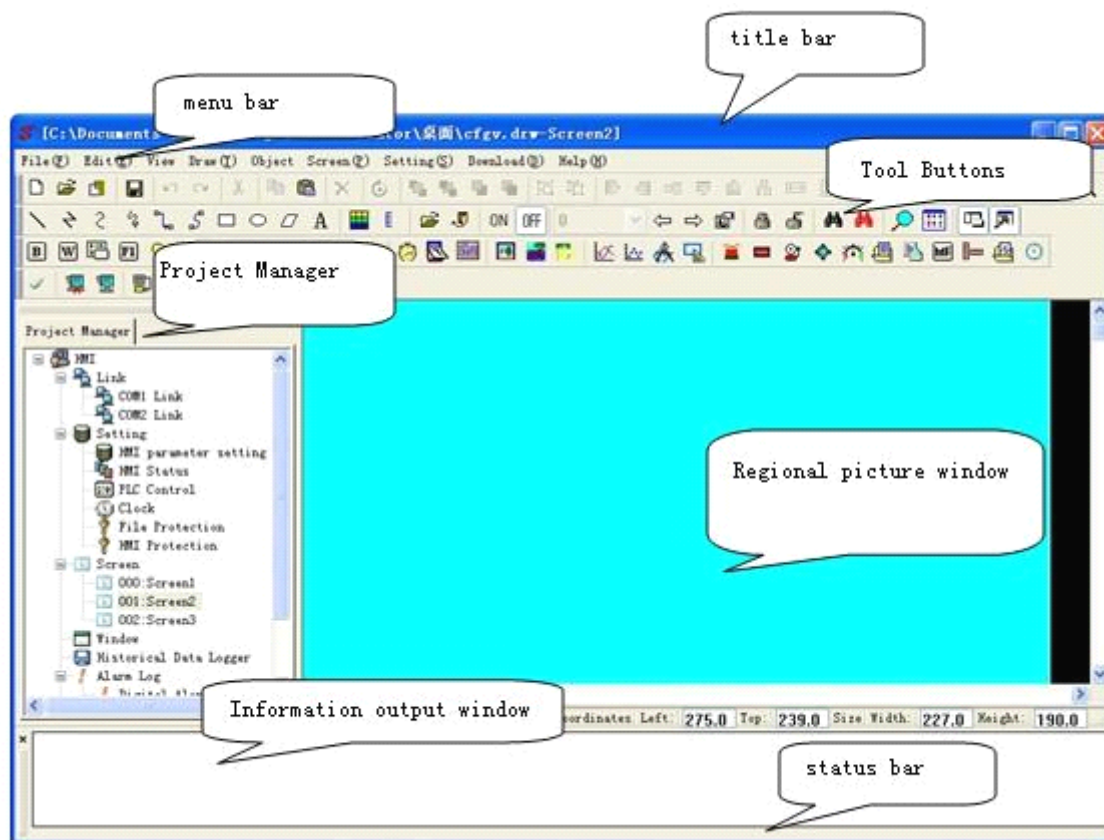 title bar
menu bar
[C:\Documents tor\桌面\cfgv.drw-Screen2]
File(F) Edit View Draw(T) Object Screen(P) Setting(S) Download(D) Help(H)
Tool Buttons
A ON OFF 0
B W F1
Project Manager
Project Manager
HMI
Link
COM1 Link
COM2 Link
Setting
HMI parameter setting
HMI Status
PLC Control
Clock
File Protection
HMI Protection
Screen
000:Screen1
001:Screen2
002:Screen3
Window
Historical Data Logger
Alarm Log
Regional picture window
Information output window
Left: 275.0 Top: 239.0 Size Width: 227.0 Height: 190.0
status bar